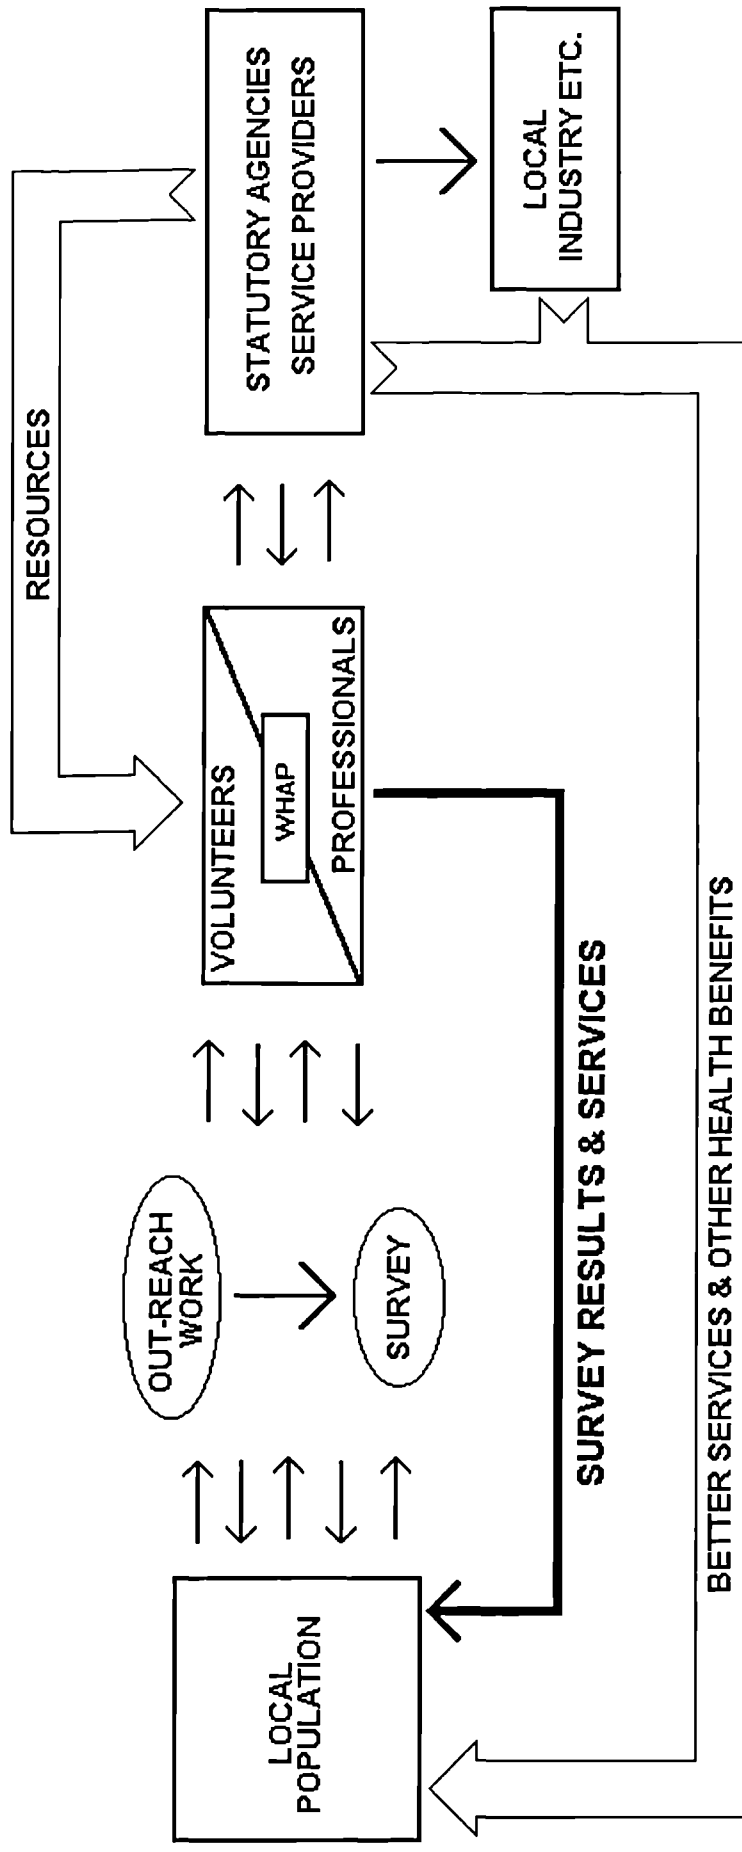 RESOURCES
LOCAL
POPULATION
OUT-REACH
WORK
SURVEY
VOLUNTEERS
WHAP
PROFESSIONALS
STATUTORY AGENCIES
SERVICE PROVIDERS
LOCAL
INDUSTRY ETC.
SURVEY RESULTS & SERVICES
BETTER SERVICES & OTHER HEALTH BENEFITS